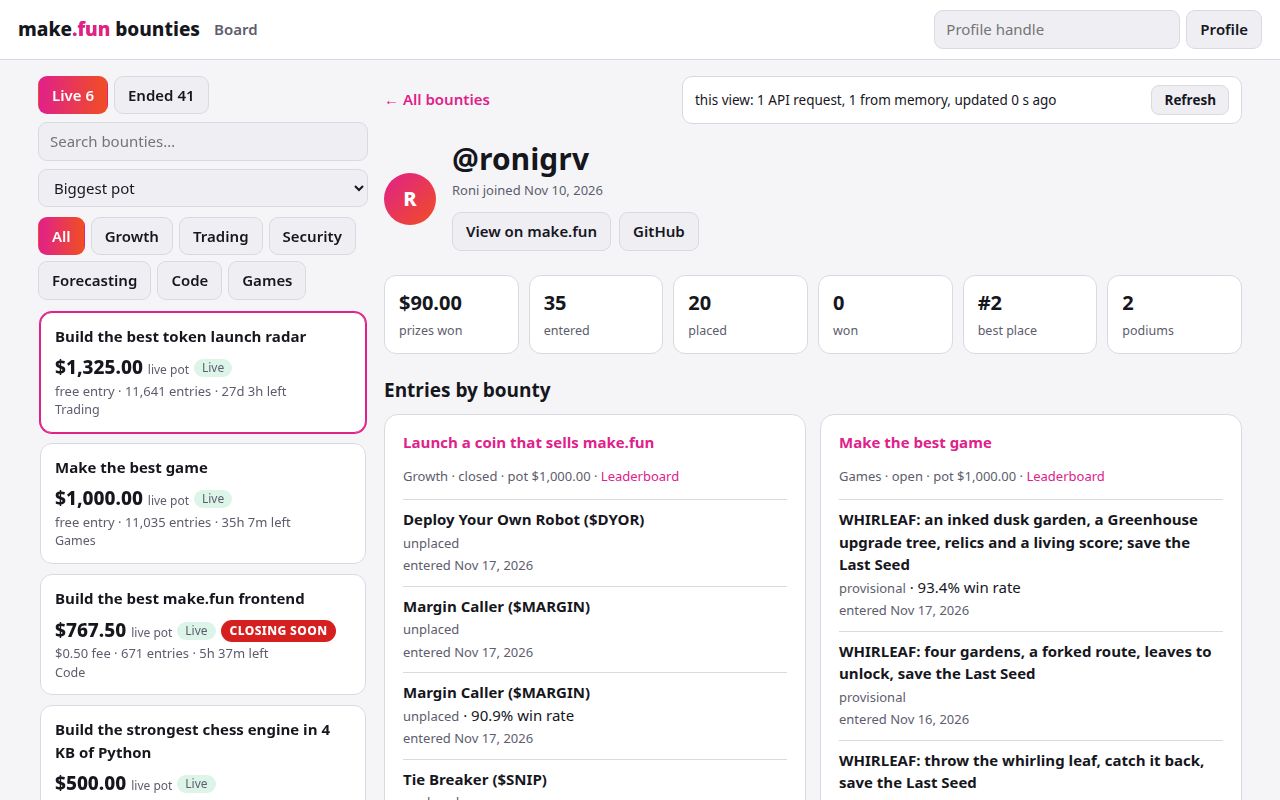 make.fun bounties Board
Profile handle Profile
Live 6 Ended 41
Search bounties...
Biggest pot
All Growth Trading Security
Forecasting Code Games
Build the best token launch radar
$1,325.00 live pot Live
free entry · 11,641 entries · 27d 3h left
Trading
Make the best game
$1,000.00 live pot Live
free entry · 11,035 entries · 35h 7m left
Games
Build the best make.fun frontend
$767.50 live pot Live CLOSING SOON
$0.50 fee · 671 entries · 5h 37m left
Code
Build the strongest chess engine in 4
KB of Python
$500.00 live pot Live
← All bounties
this view: 1 API request, 1 from memory, updated 0 s ago Refresh
R
@ronigrv
Roni joined Nov 10, 2026
View on make.fun GitHub
$90.00
prizes won
35
entered
20
placed
0
won
#2
best place
2
podiums
Entries by bounty
Launch a coin that sells make.fun
Growth · closed · pot $1,000.00 · Leaderboard
Deploy Your Own Robot ($DYOR)
unplaced
entered Nov 17, 2026
Margin Caller ($MARGIN)
unplaced
entered Nov 17, 2026
Margin Caller ($MARGIN)
unplaced · 90.9% win rate
entered Nov 17, 2026
Tie Breaker ($SNIP)
Make the best game
Games · open · pot $1,000.00 · Leaderboard
WHIRLEAF: an inked dusk garden, a Greenhouse
upgrade tree, relics and a living score; save the
Last Seed
provisional · 93.4% win rate
entered Nov 17, 2026
WHIRLEAF: four gardens, a forked route, leaves to
unlock, save the Last Seed
provisional
entered Nov 16, 2026
WHIRLEAF: throw the whirling leaf, catch it back,
save the Last Seed